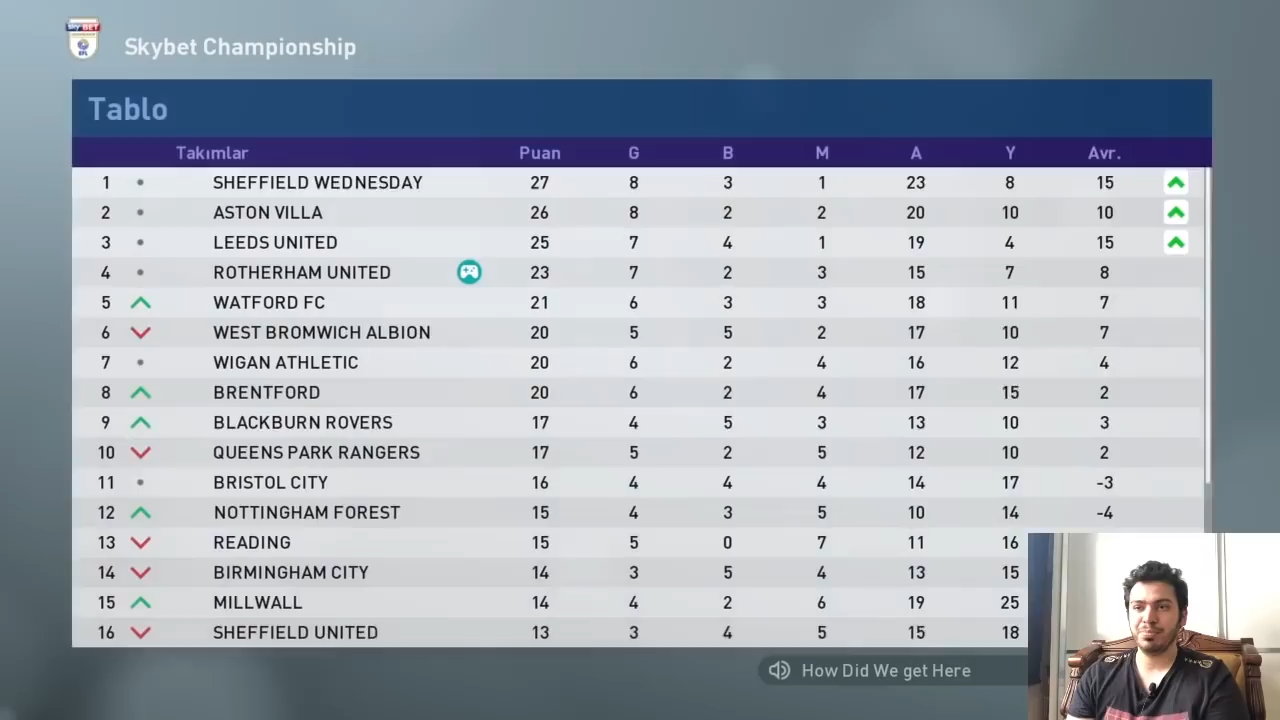 SKY BET
EFL
Skybet Championship
Tablo
Takımlar Puan G B M A Y Avr.
1 SHEFFIELD WEDNESDAY 27 8 3 1 23 8 15
2 ASTON VILLA 26 8 2 2 20 10 10
3 LEEDS UNITED 25 7 4 1 19 4 15
4 ROTHERHAM UNITED 23 7 2 3 15 7 8
5 WATFORD FC 21 6 3 3 18 11 7
6 WEST BROMWICH ALBION 20 5 5 2 17 10 7
7 WIGAN ATHLETIC 20 6 2 4 16 12 4
8 BRENTFORD 20 6 2 4 17 15 2
9 BLACKBURN ROVERS 17 4 5 3 13 10 3
10 QUEENS PARK RANGERS 17 5 2 5 12 10 2
11 BRISTOL CITY 16 4 4 4 14 17 -3
12 NOTTINGHAM FOREST 15 4 3 5 10 14 -4
13 READING 15 5 0 7 11 16
14 BIRMINGHAM CITY 14 3 5 4 13 15
15 MILLWALL 14 4 2 6 19 25
16 SHEFFIELD UNITED 13 3 4 5 15 18
How Did We get Here